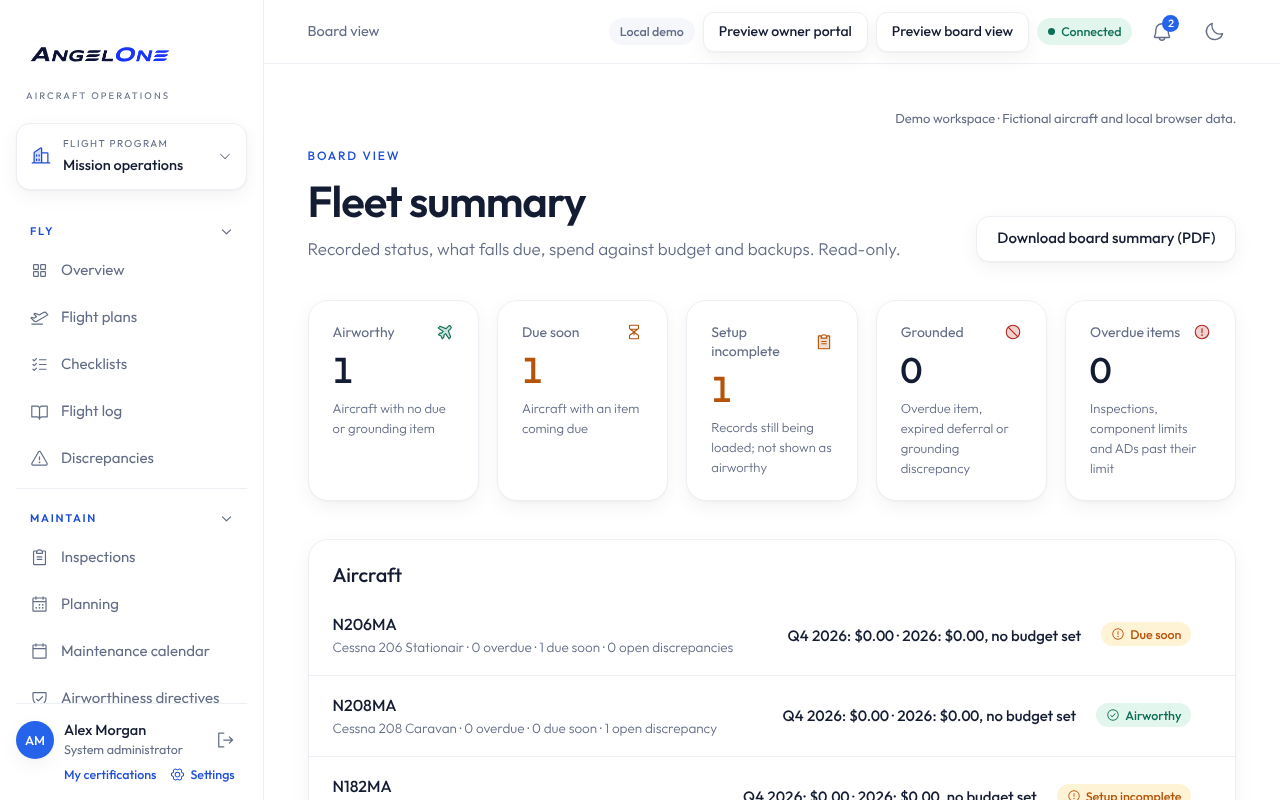 ANGELONE
AIRCRAFT OPERATIONS
FLIGHT PROGRAM
Mission operations
FLY
Overview
Flight plans
Checklists
Flight log
Discrepancies
MAINTAIN
Inspections
Planning
Maintenance calendar
Airworthiness directives
AM
Alex Morgan
System administrator
My certifications
Settings
Board view
Local demo
Preview owner portal
Preview board view
Connected
2
Demo workspace · Fictional aircraft and local browser data.
BOARD VIEW
Fleet summary
Recorded status, what falls due, spend against budget and backups. Read-only.
Download board summary (PDF)
Airworthy
1
Aircraft with no due
or grounding item
Due soon
1
Aircraft with an item
coming due
Setup
incomplete
1
Records still being
loaded; not shown as
airworthy
Grounded
0
Overdue item,
expired deferral or
grounding
discrepancy
Overdue items
0
Inspections,
component limits
and ADs past their
limit
Aircraft
N206MA
Cessna 206 Stationair · 0 overdue · 1 due soon · 0 open discrepancies
Q4 2026: $0.00 · 2026: $0.00, no budget set
Due soon
N208MA
Cessna 208 Caravan · 0 overdue · 0 due soon · 1 open discrepancy
Q4 2026: $0.00 · 2026: $0.00, no budget set
Airworthy
N182MA
Q4 2026: $0.00 · 2026: $0.00, no budget set
Setup incomplete